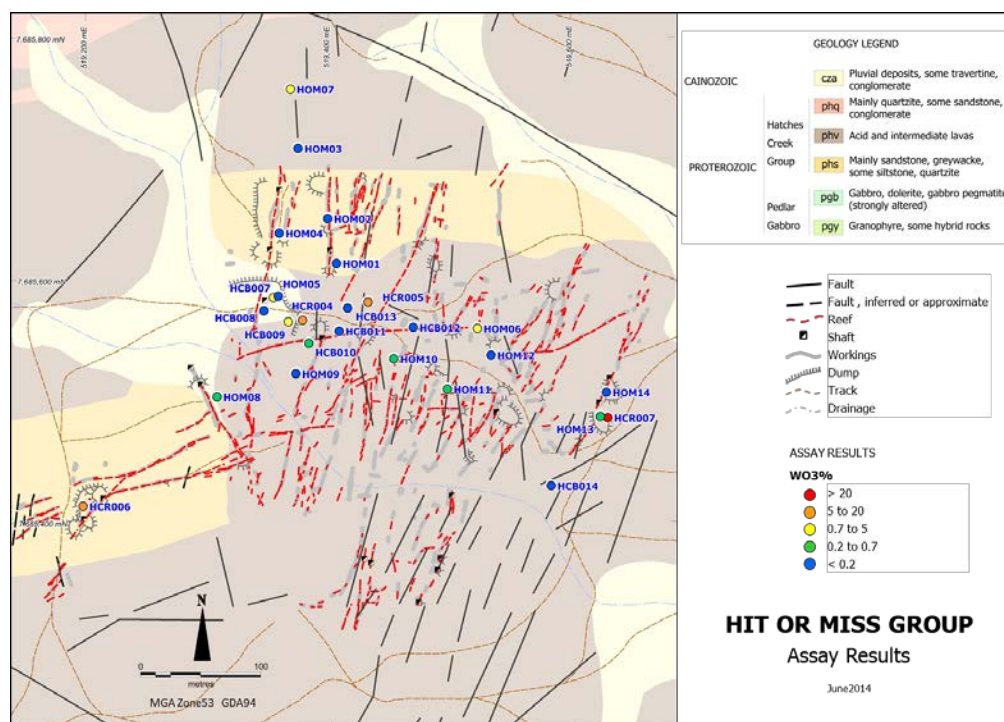 7,685,800 mN
519,200 mE
519,400 mE
519,600 mE
HOM07
HOM03
HOM02
HOM04
HOM01
7,685,600 mN
HOM05
HCB007
HCR004
HCR005
HCB008
HCB013
HCB009
HCB011
HCB012
HOM06
HCB010
HOM10
HOM12
HOM09
HOM08
HOM11
HOM14
HOM13
HCR007
HCB014
HCR006
7,685,400 mN
N
0
100
metres
MGA Zone53 GDA94
GEOLOGY LEGEND
CAINOZOIC
cza
Pluvial deposits, some travertine,
conglomerate
phq
Mainly quartzite, some sandstone,
conglomerate
Hatches
Creek
Group
phv
Acid and intermediate lavas
PROTEROZOIC
phs
Mainly sandstone, greywacke,
some siltstone, quartzite
Pedlar
Gabbro
pgb
Gabbro, dolerite, gabbro pegmatite
(strongly altered)
pgy
Granophyre, some hybrid rocks
Fault
Fault , inferred or approximate
Reef
Shaft
Workings
Dump
Track
Drainage
ASSAY RESULTS
WO3%
> 20
5 to 20
0.7 to 5
0.2 to 0.7
< 0.2
HIT OR MISS GROUP
Assay Results
June2014